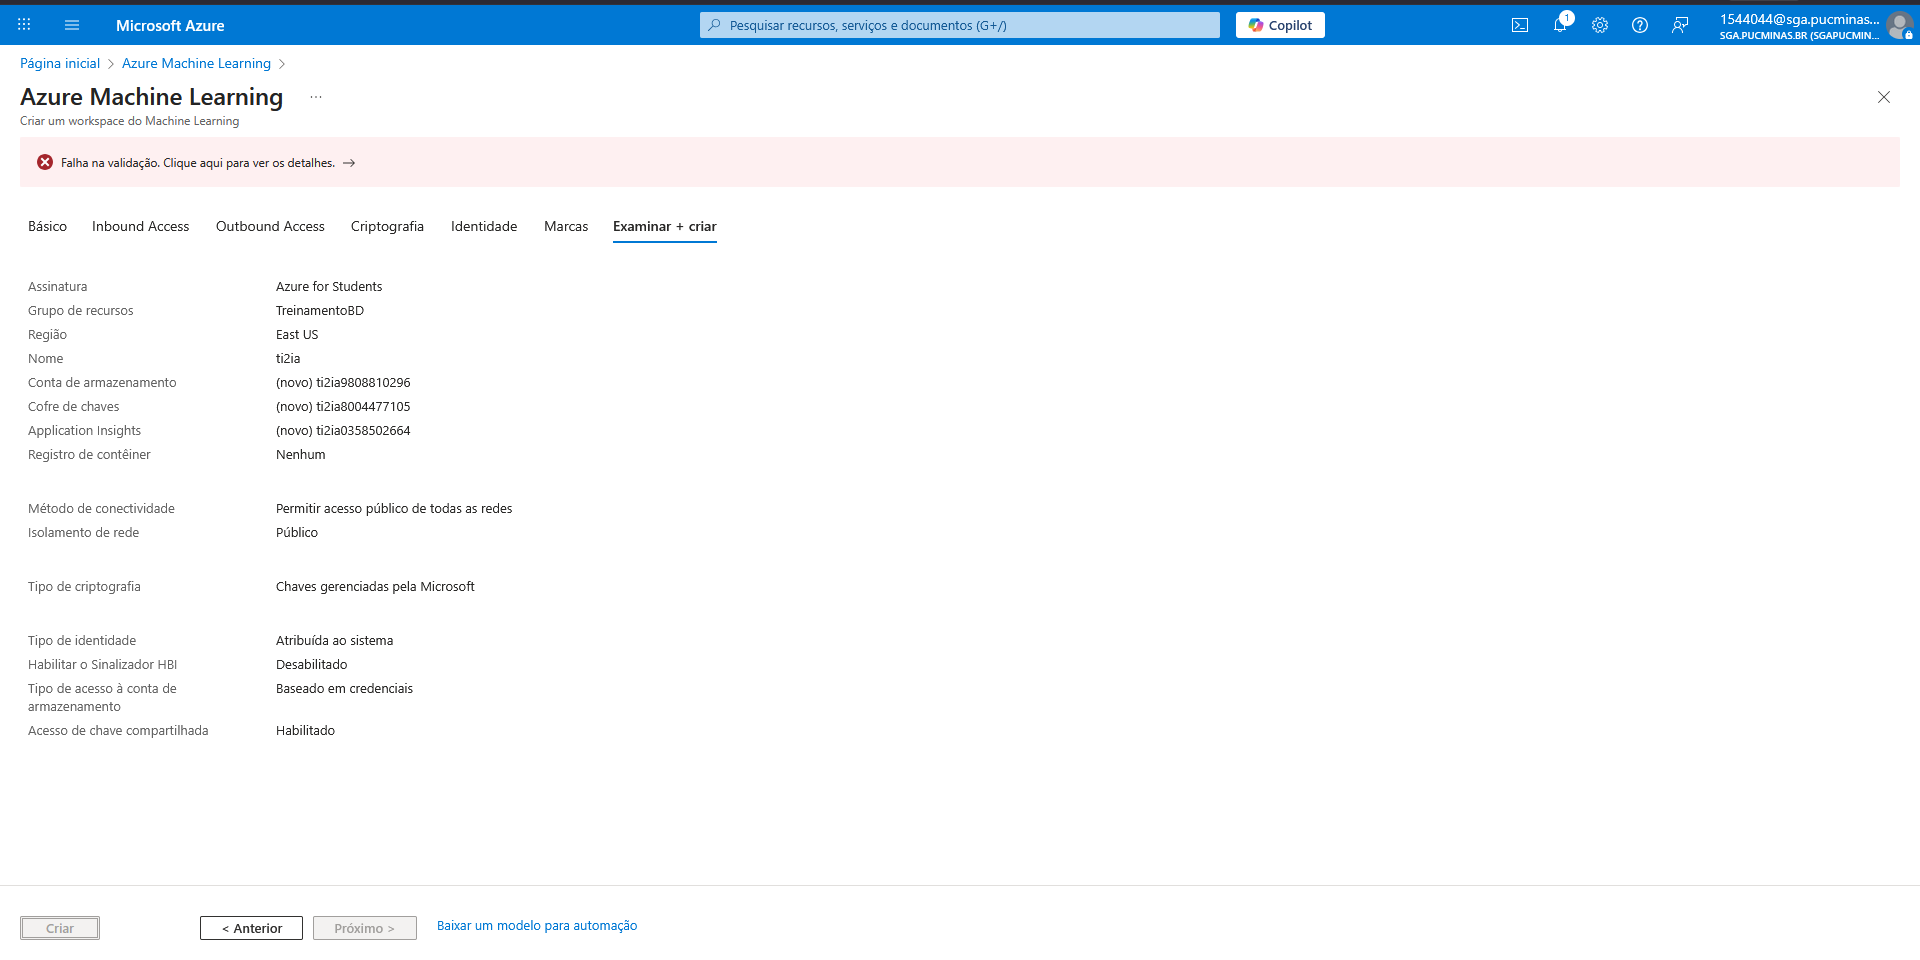 Microsoft Azure
Pesquisar recursos, serviços e documentos (G+/)
Copilot
1
1544044@sga.pucminas...
SGA.PUCMINAS.BR (SGAPUCMIN...
Página inicial > Azure Machine Learning >
Azure Machine Learning ...
Criar um workspace do Machine Learning
Falha na validação. Clique aqui para ver os detalhes. →
Básico Inbound Access Outbound Access Criptografia Identidade Marcas Examinar + criar
Assinatura Azure for Students
Grupo de recursos TreinamentoBD
Região East US
Nome ti2ia
Conta de armazenamento (novo) ti2ia9808810296
Cofre de chaves (novo) ti2ia8004477105
Application Insights (novo) ti2ia0358502664
Registro de contêiner Nenhum
Método de conectividade Permitir acesso público de todas as redes
Isolamento de rede Público
Tipo de criptografia Chaves gerenciadas pela Microsoft
Tipo de identidade Atribuída ao sistema
Habilitar o Sinalizador HBI Desabilitado
Tipo de acesso à conta de Baseado em credenciais
armazenamento
Acesso de chave compartilhada Habilitado
Criar < Anterior Próximo > Baixar um modelo para automação